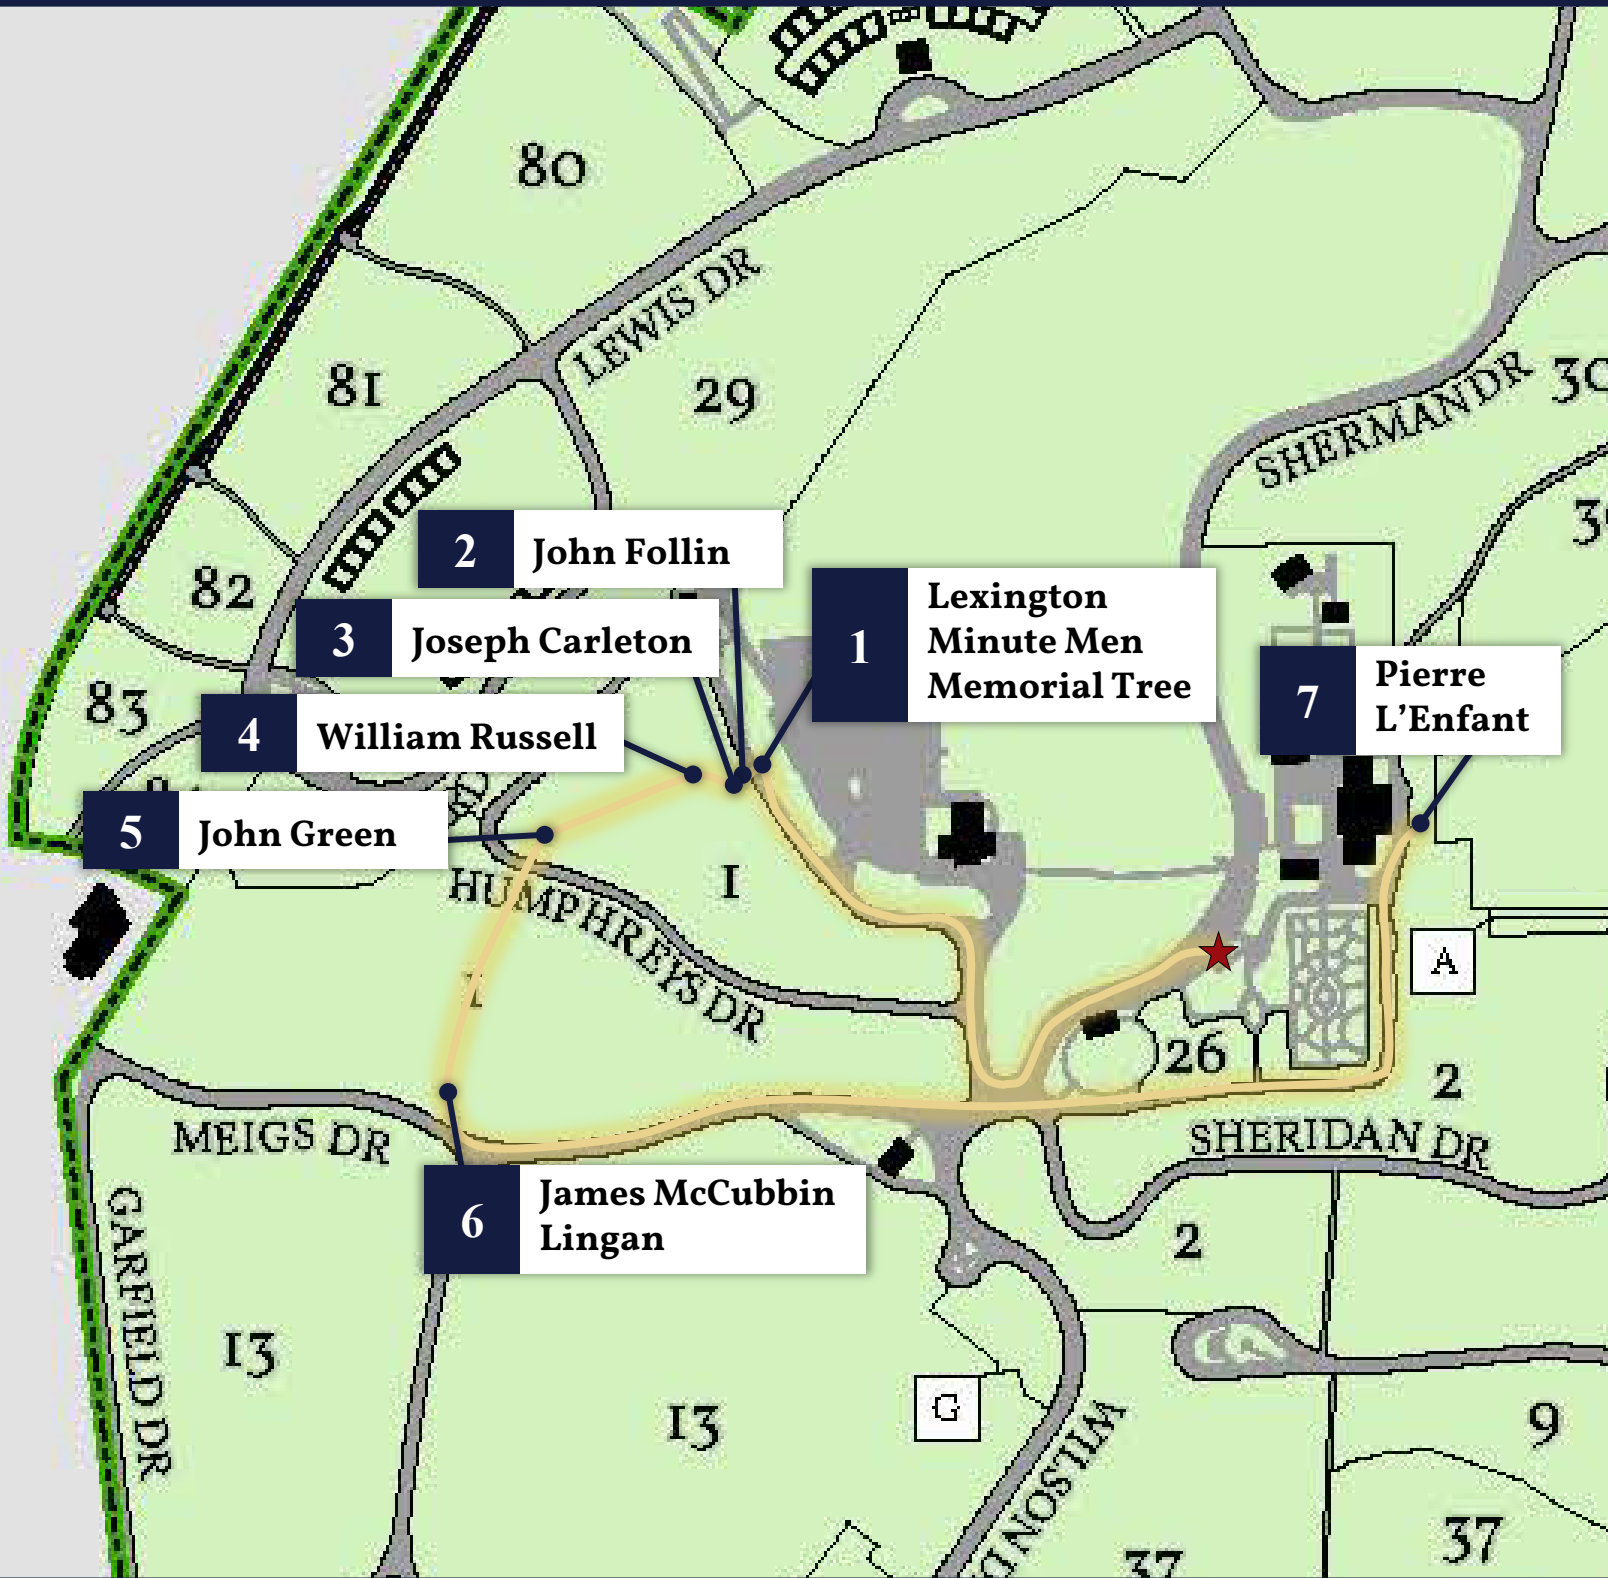 80
LEWIS DR
81
29
SHERMAN DR
30
82
2
John Follin
3
Joseph Carleton
1
Lexington
Minute Men
Memorial Tree
7
Pierre
L’Enfant
83
4
William Russell
5
John Green
I
HUMPHREYS DR
A
26
2
MEIGS DR
SHERIDAN DR
6
James McCubbin
Lingan
2
GARFIELD DR
13
13
G
WILSON
9
37
37